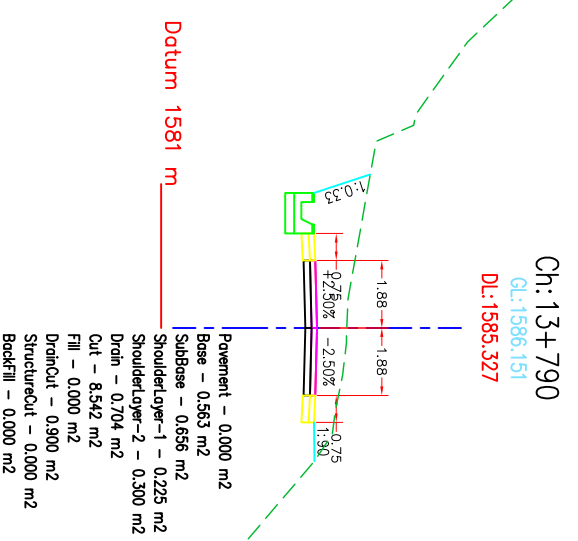 Ch:13+790
GL:1586.151
DL:1585.327
1.88
1.88
0.75
+2.50%
-2.50%
0.75
1:0.33
1:90
Datum 1581 m
Pavement - 0.000 m2
Base - 0.563 m2
SubBase - 0.656 m2
ShoulderLayer-1 - 0.225 m2
ShoulderLayer-2 - 0.300 m2
Drain - 0.704 m2
Cut - 8.542 m2
Fill - 0.000 m2
DrainCut - 0.900 m2
StructureCut - 0.000 m2
BackFill - 0.000 m2